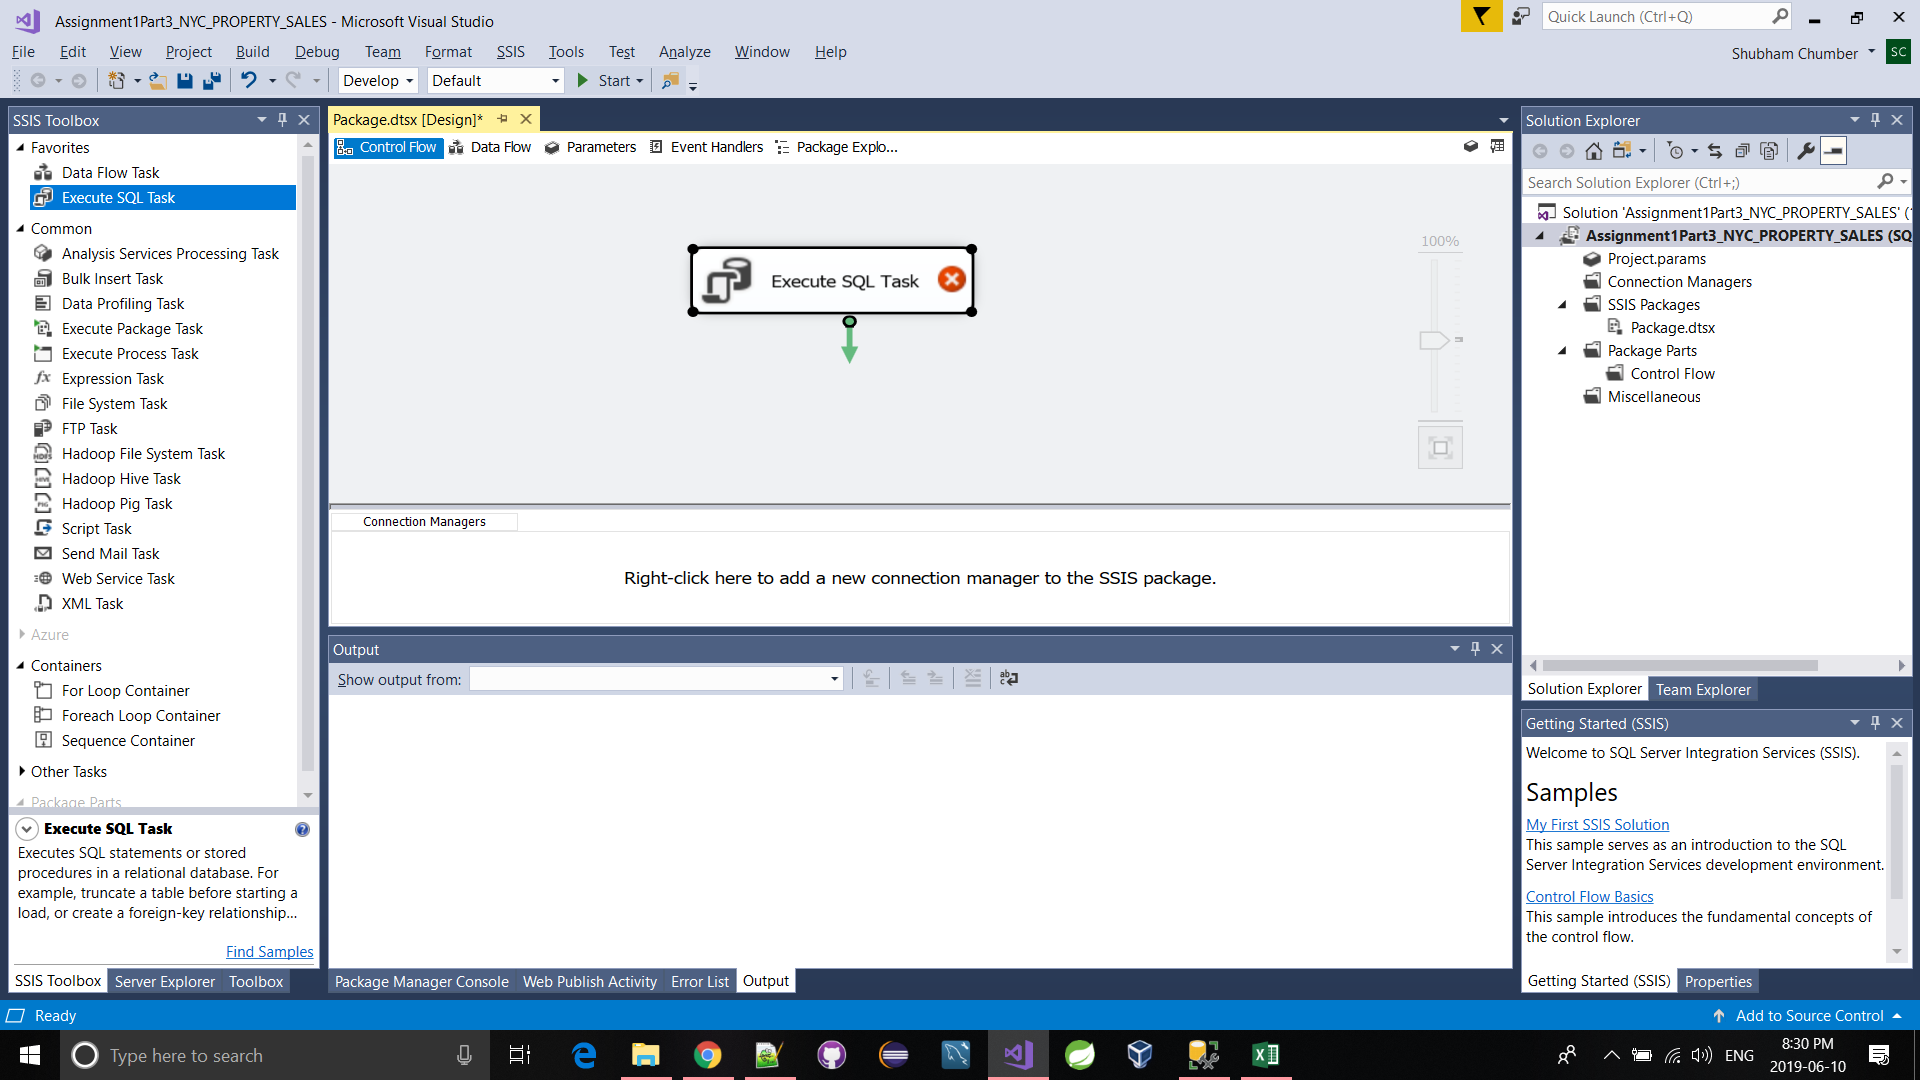 Assignment1Part3_NYC_PROPERTY_SALES - Microsoft Visual Studio
Quick Launch (Ctrl+Q)
File Edit View Project Build Debug Team Format SSIS Tools Test Analyze Window Help
Shubham Chumber SC
Develop Default Start
SSIS Toolbox
Favorites
Data Flow Task
Execute SQL Task
Common
Analysis Services Processing Task
Bulk Insert Task
Data Profiling Task
Execute Package Task
Execute Process Task
Expression Task
File System Task
FTP Task
Hadoop File System Task
Hadoop Hive Task
Hadoop Pig Task
Script Task
Send Mail Task
Web Service Task
XML Task
Azure
Containers
For Loop Container
Foreach Loop Container
Sequence Container
Other Tasks
Package Parts
Execute SQL Task
Executes SQL statements or stored
procedures in a relational database. For
example, truncate a table before starting a
load, or create a foreign-key relationship...
Find Samples
SSIS Toolbox Server Explorer Toolbox
Package.dtsx [Design]*
Control Flow Data Flow Parameters Event Handlers Package Explo...
100%
Execute SQL Task
Connection Managers
Right-click here to add a new connection manager to the SSIS package.
Output
Show output from:
Package Manager Console Web Publish Activity Error List Output
Solution Explorer
Search Solution Explorer (Ctrl+;)
Solution 'Assignment1Part3_NYC_PROPERTY_SALES' (
Assignment1Part3_NYC_PROPERTY_SALES (SQ
Project.params
Connection Managers
SSIS Packages
Package.dtsx
Package Parts
Control Flow
Miscellaneous
Solution Explorer Team Explorer
Getting Started (SSIS)
Welcome to SQL Server Integration Services (SSIS).
Samples
My First SSIS Solution
This sample serves as an introduction to the SQL
Server Integration Services development environment.
Control Flow Basics
This sample introduces the fundamental concepts of
the control flow.
Getting Started (SSIS) Properties
Ready
Add to Source Control
Type here to search
ENG
8:30 PM
2019-06-10